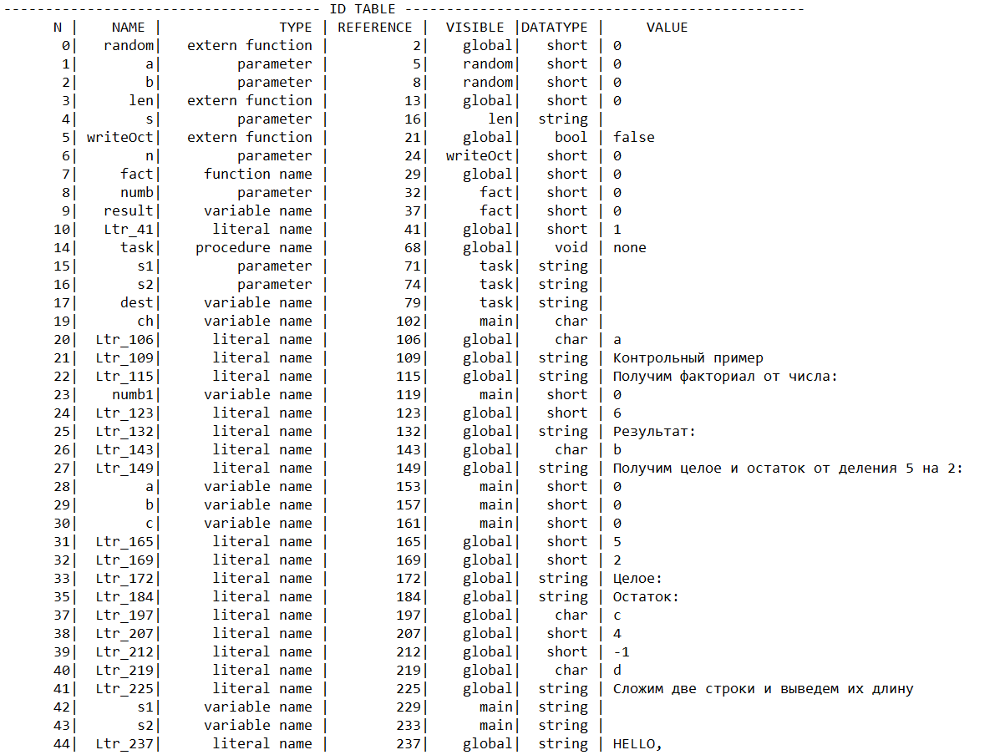 -------------------------------------- ID TABLE ------------------------------------------------
N | NAME | TYPE | REFERENCE | VISIBLE |DATATYPE | VALUE
0| random| extern function | 2| global| short | 0
1| a| parameter | 5| random| short | 0
2| b| parameter | 8| random| short | 0
3| len| extern function | 13| global| short | 0
4| s| parameter | 16| len| string |
5| writeOct| extern function | 21| global| bool | false
6| n| parameter | 24| writeOct| short | 0
7| fact| function name | 29| global| short | 0
8| numb| parameter | 32| fact| short | 0
9| result| variable name | 37| fact| short | 0
10| Ltr_41| literal name | 41| global| short | 1
14| task| procedure name | 68| global| void | none
15| s1| parameter | 71| task| string |
16| s2| parameter | 74| task| string |
17| dest| variable name | 79| task| string |
19| ch| variable name | 102| main| char |
20| Ltr_106| literal name | 106| global| char | a
21| Ltr_109| literal name | 109| global| string | Контрольный пример
22| Ltr_115| literal name | 115| global| string | Получим факториал от числа:
23| numb1| variable name | 119| main| short | 0
24| Ltr_123| literal name | 123| global| short | 6
25| Ltr_132| literal name | 132| global| string | Результат:
26| Ltr_143| literal name | 143| global| char | b
27| Ltr_149| literal name | 149| global| string | Получим целое и остаток от деления 5 на 2:
28| a| variable name | 153| main| short | 0
29| b| variable name | 157| main| short | 0
30| c| variable name | 161| main| short | 0
31| Ltr_165| literal name | 165| global| short | 5
32| Ltr_169| literal name | 169| global| short | 2
33| Ltr_172| literal name | 172| global| string | Целое:
35| Ltr_184| literal name | 184| global| string | Остаток:
37| Ltr_197| literal name | 197| global| char | c
38| Ltr_207| literal name | 207| global| short | 4
39| Ltr_212| literal name | 212| global| short | -1
40| Ltr_219| literal name | 219| global| char | d
41| Ltr_225| literal name | 225| global| string | Сложим две строки и выведем их длину
42| s1| variable name | 229| main| string |
43| s2| variable name | 233| main| string |
44| Ltr_237| literal name | 237| global| string | HELLO,